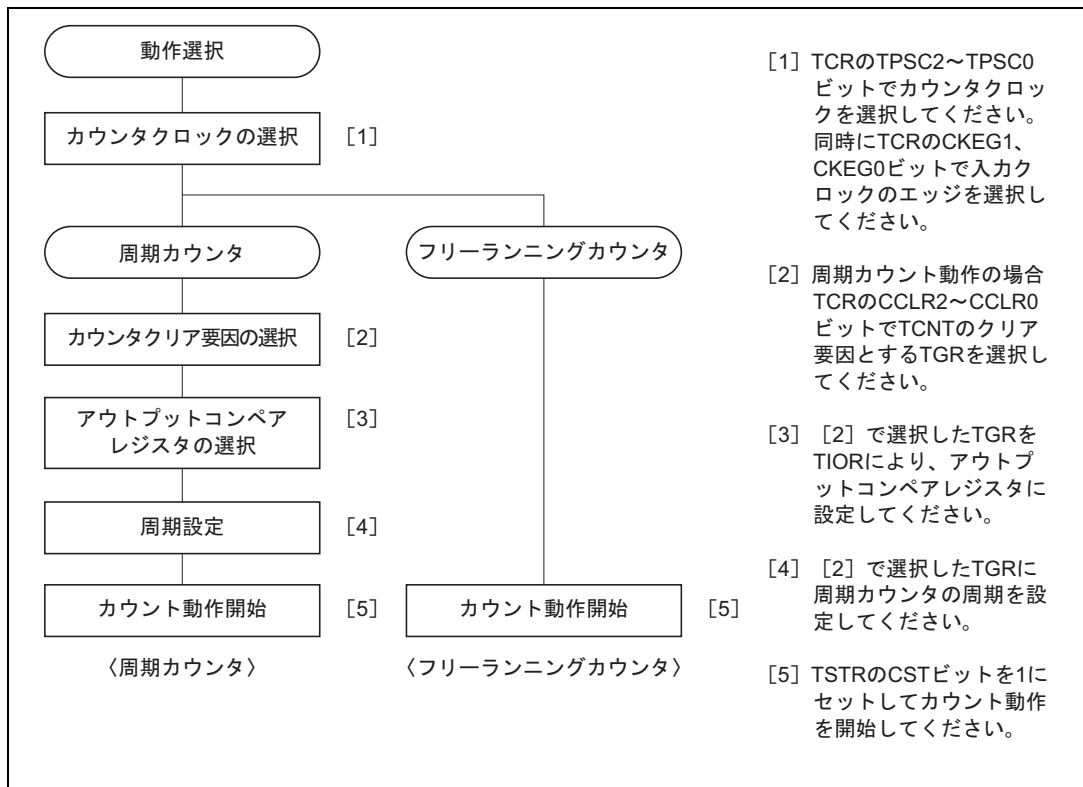 動作選択
カウンタクロックの選択 [1]
周期カウンタ
フリーランニングカウンタ
カウンタクリア要因の選択 [2]
アウトプットコンペア
レジスタの選択
[3]
周期設定 [4]
カウント動作開始 [5]
カウント動作開始 [5]
〈周期カウンタ〉
〈フリーランニングカウンタ〉
[1] TCRのTPSC2～TPSC0
ビットでカウンタクロッ
クを選択してください。
同時にTCRのCKEG1、
CKEG0ビットで入力ク
ロックのエッジを選択し
てください。
[2] 周期カウント動作の場合
TCRのCCLR2～CCLR0
ビットでTCNTのクリア
要因とするTGRを選択し
てください。
[3] [2]で選択したTGRを
TIORにより、アウトプ
ットコンペアレジスタに
設定してください。
[4] [2]で選択したTGRに
周期カウンタの周期を設
定してください。
[5] TSTRのCSTビットを1に
セットしてカウント動作
を開始してください。